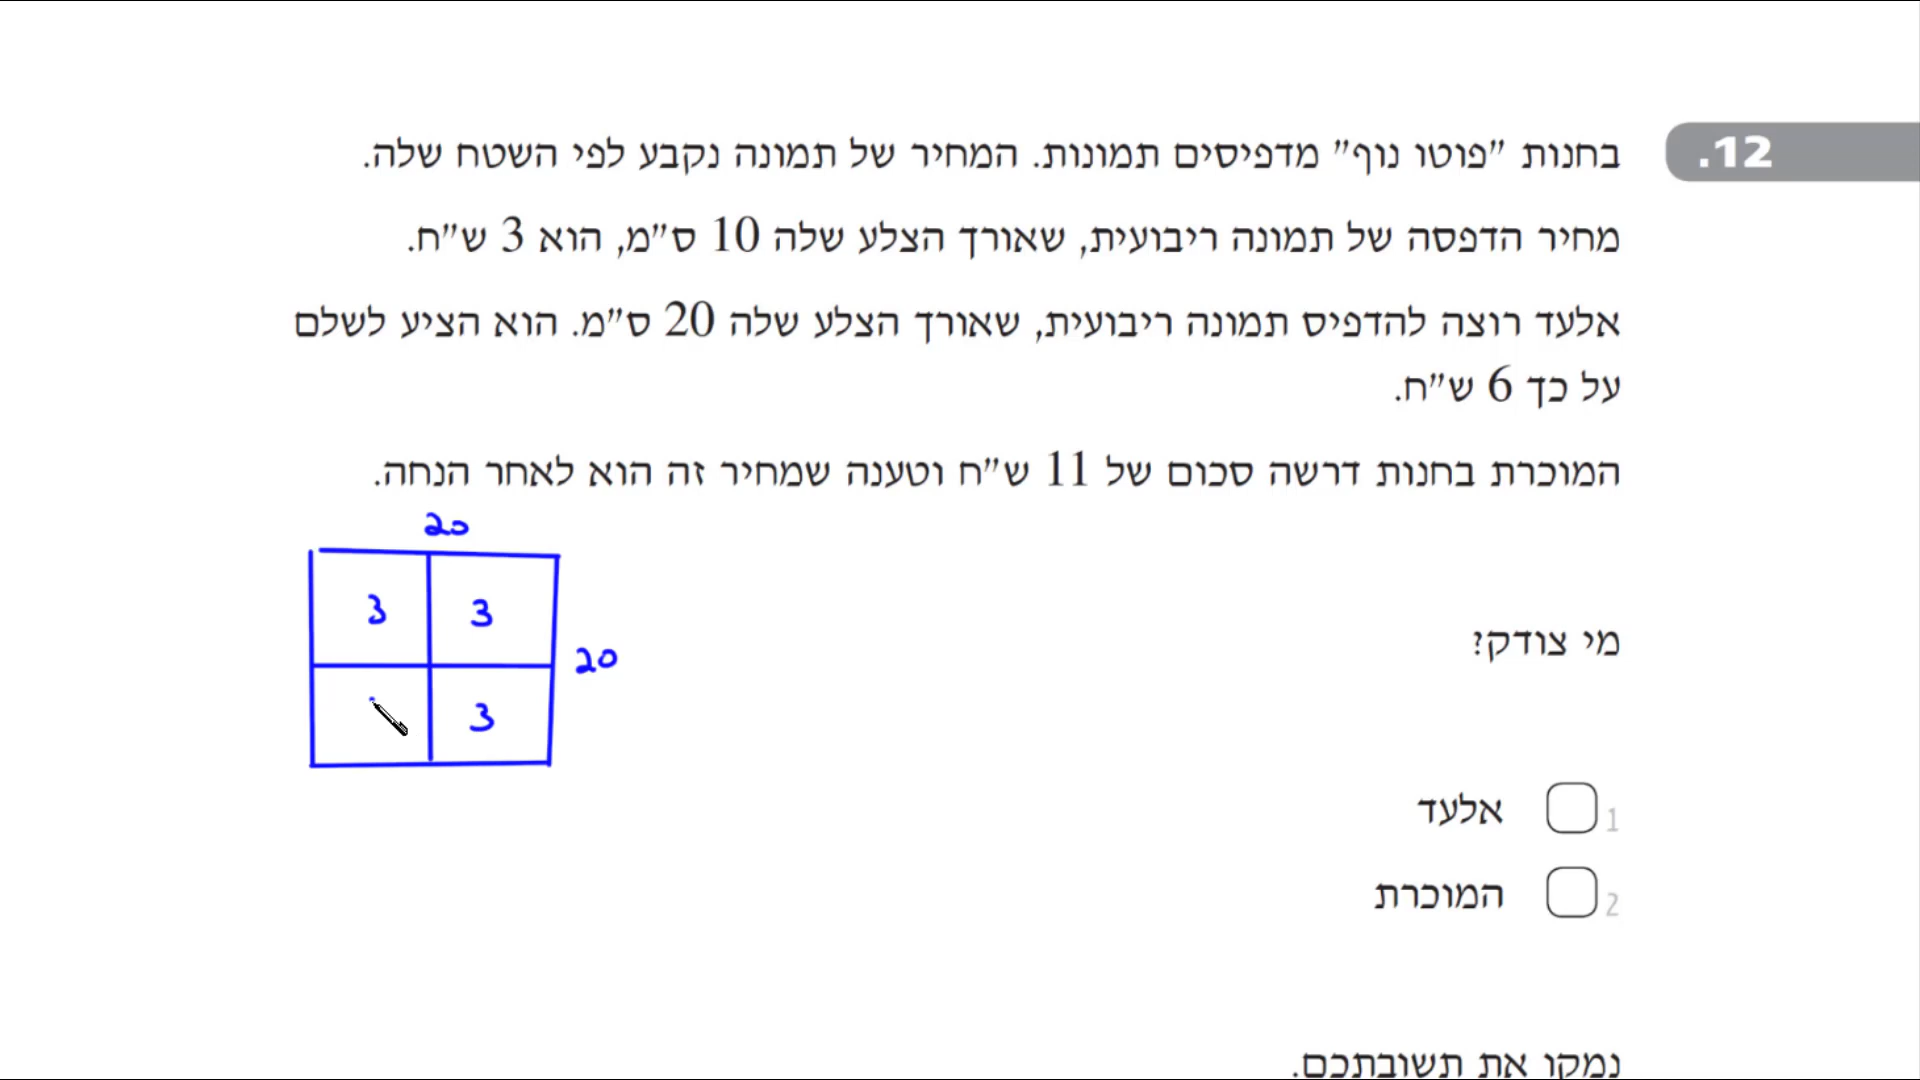 .12
בחנות "פוטו נוף" מדפיסים תמונות. המחיר של תמונה נקבע לפי השטח שלה.
מחיר הדפסה של תמונה ריבועית, שאורך הצלע שלה 10 ס"מ, הוא 3 ש"ח.
אלעד רוצה להדפיס תמונה ריבועית, שאורך הצלע שלה 20 ס"מ. הוא הציע לשלם
על כך 6 ש"ח.
המוכרת בחנות דרשה סכום של 11 ש"ח וטענה שמחיר זה הוא לאחר הנחה.
20
3 3
20
3
מי צודק?
1 אלעד
2 המוכרת
נמקו את תשובתכם.